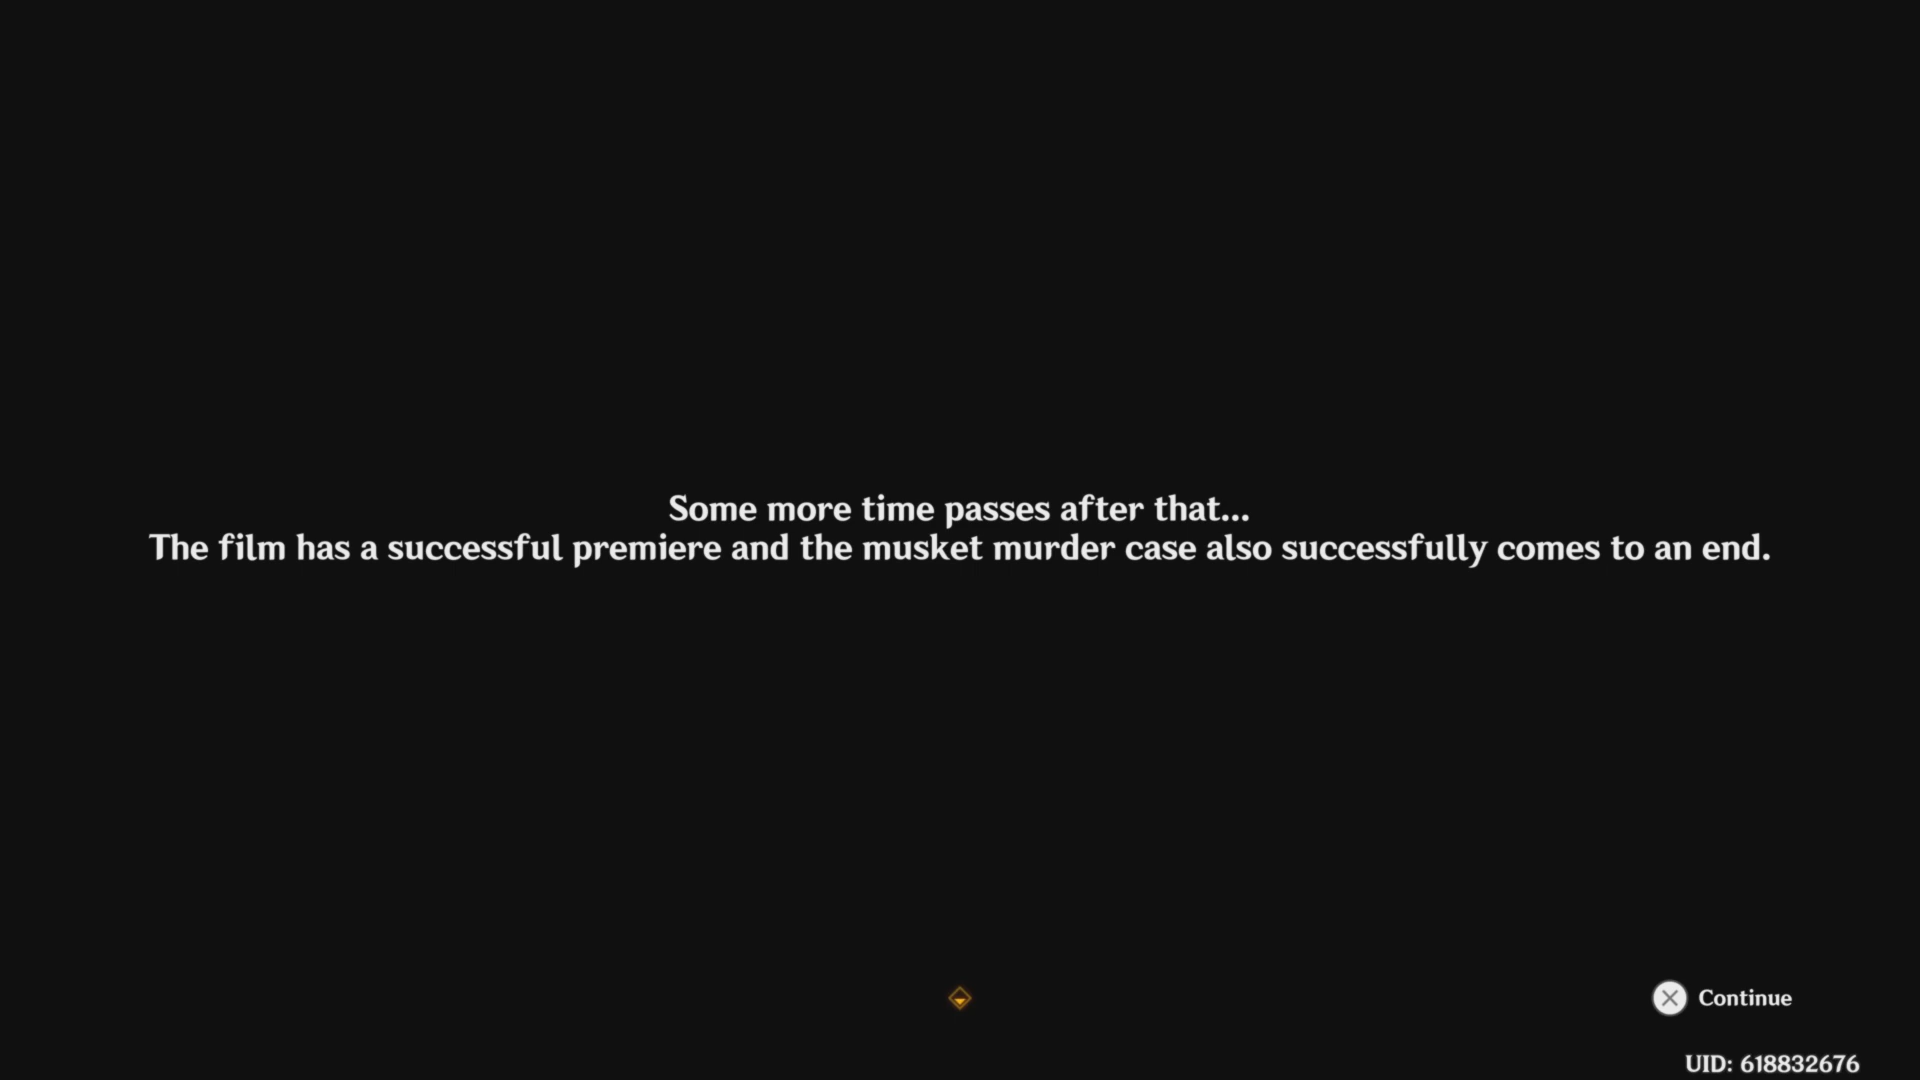 Some more time passes after that...
The film has a successful premiere and the musket murder case also successfully comes to an end.
Continue
UID: 618832676